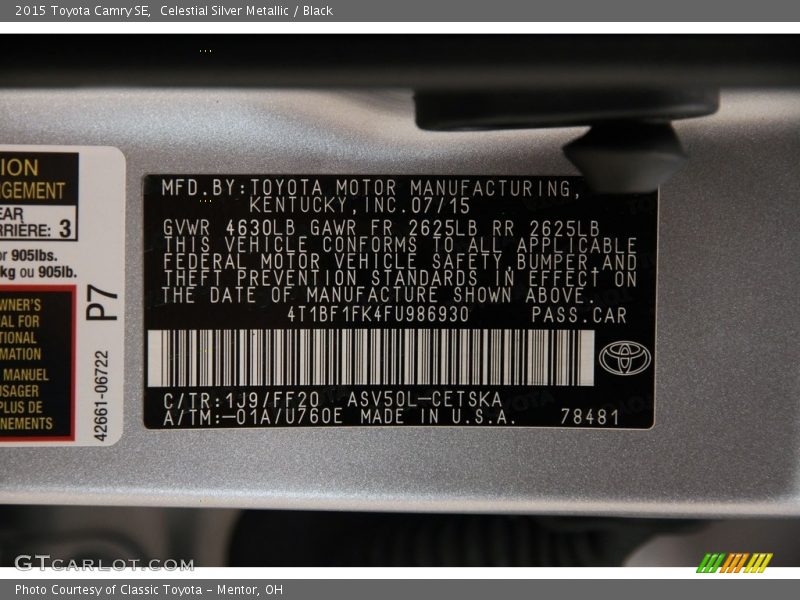 2015 Toyota Camry SE, Celestial Silver Metallic / Black
ION
RGEMENT
EAR
RRIÈRE: 3
or 905lbs.
kg ou 905lb.
WNER'S
AL FOR
TIONAL
MATION
MANUEL
USAGER
PLUS DE
NEMENTS
P7
42661-06722
MFD.BY:TOYOTA MOTOR MANUFACTURING,
KENTUCKY,INC.07/15
GVWR 4630LB GAWR FR 2625LB RR 2625LB
THIS VEHICLE CONFORMS TO ALL APPLICABLE
FEDERAL MOTOR VEHICLE SAFETY,BUMPER,AND
THEFT PREVENTION STANDARDS IN EFFECT ON
THE DATE OF MANUFACTURE SHOWN ABOVE.
4T1BF1FK4FU986930 PASS.CAR
C/TR:1J9/FF20 ASV50L-CETSKA
A/TM:-01A/U760E MADE IN U.S.A. 78481
GTCARLOT.COM
Photo Courtesy of Classic Toyota - Mentor, OH